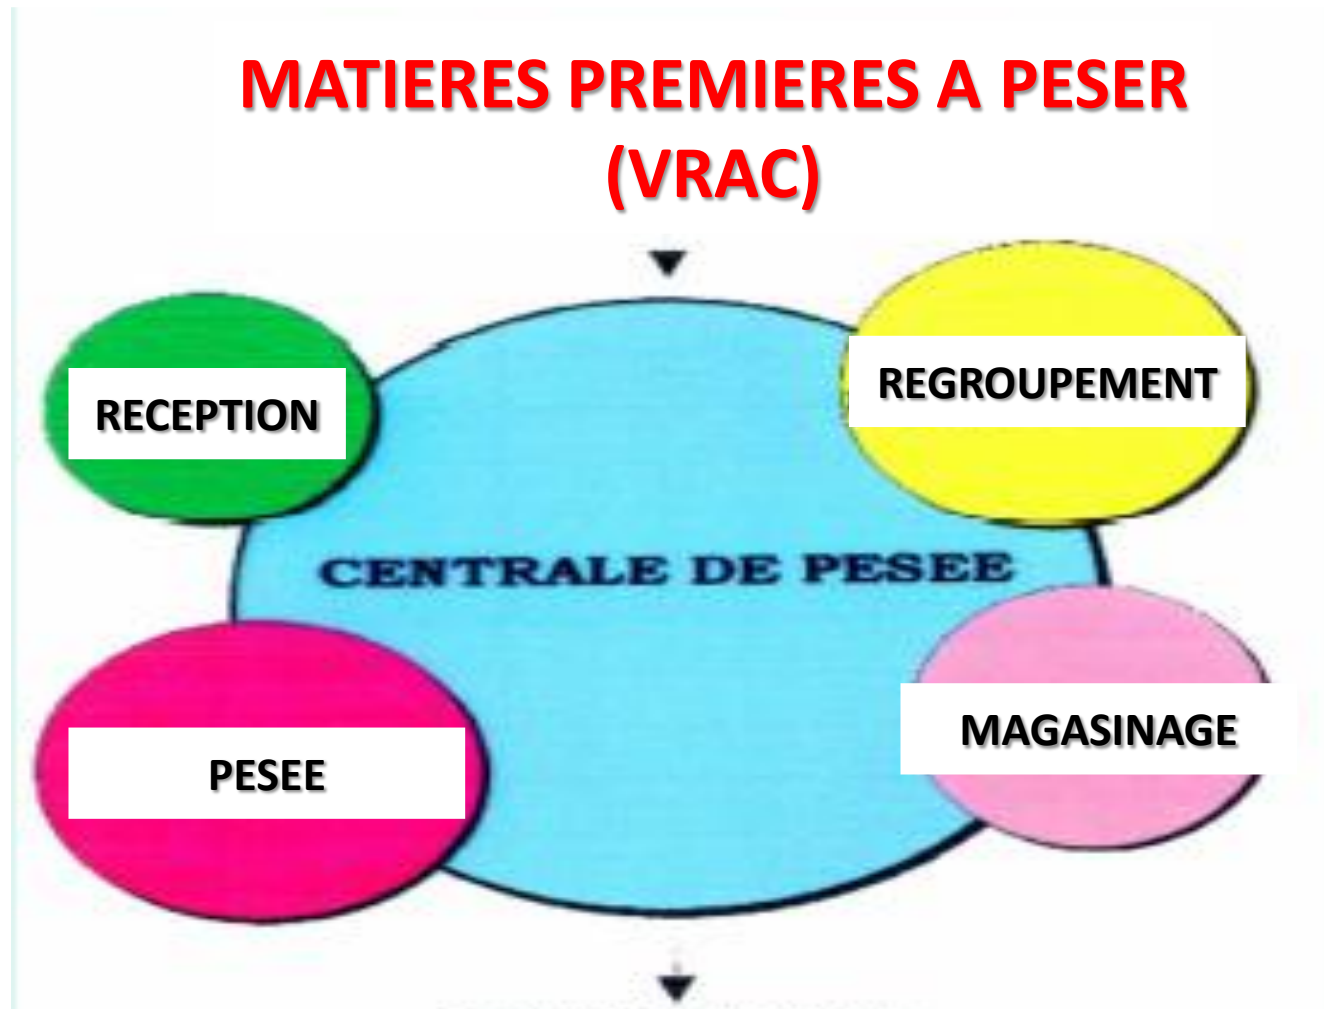 MATIERES PREMIERES A PESER
(VRAC)
RECEPTION
REGROUPEMENT
CENTRALE DE PESEE
PESEE
MAGASINAGE